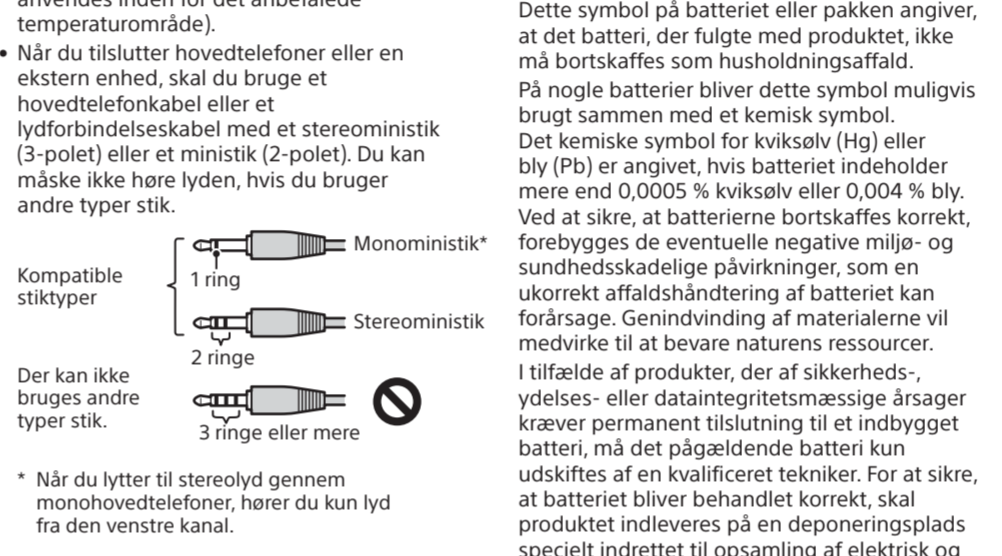 anvendes inden for det anbefalede
temperaturområde).
• Når du tilslutter hovedtelefoner eller en
ekstern enhed, skal du bruge et
hovedtelefonkabel eller et
lydforbindelseskabel med et stereoministik
(3-polet) eller et ministik (2-polet). Du kan
måske ikke høre lyden, hvis du bruger
andre typer stik.
Kompatible
stiktyper
Monoministik*
1 ring
Stereoministik
2 ringe
Der kan ikke
bruges andre
typer stik.
3 ringe eller mere
* Når du lytter til stereolyd gennem
monohovedtelefoner, hører du kun lyd
fra den venstre kanal.
Dette symbol på batteriet eller pakken angiver,
at det batteri, der fulgte med produktet, ikke
må bortskaffes som husholdningsaffald.
På nogle batterier bliver dette symbol muligvis
brugt sammen med et kemisk symbol.
Det kemiske symbol for kviksølv (Hg) eller
bly (Pb) er angivet, hvis batteriet indeholder
mere end 0,0005 % kviksølv eller 0,004 % bly.
Ved at sikre, at batterierne bortskaffes korrekt,
forebygges de eventuelle negative miljø- og
sundhedsskadelige påvirkninger, som en
ukorrekt affaldshåndtering af batteriet kan
forårsage. Genindvinding af materialerne vil
medvirke til at bevare naturens ressourcer.
I tilfælde af produkter, der af sikkerheds-,
ydelses- eller dataintegritetsmæssige årsager
kræver permanent tilslutning til et indbygget
batteri, må det pågældende batteri kun
udskiftes af en kvalificeret tekniker. For at sikre,
at batteriet bliver behandlet korrekt, skal
produktet indleveres på en deponeringsplads
specielt indrettet til opsamling af elektrisk og